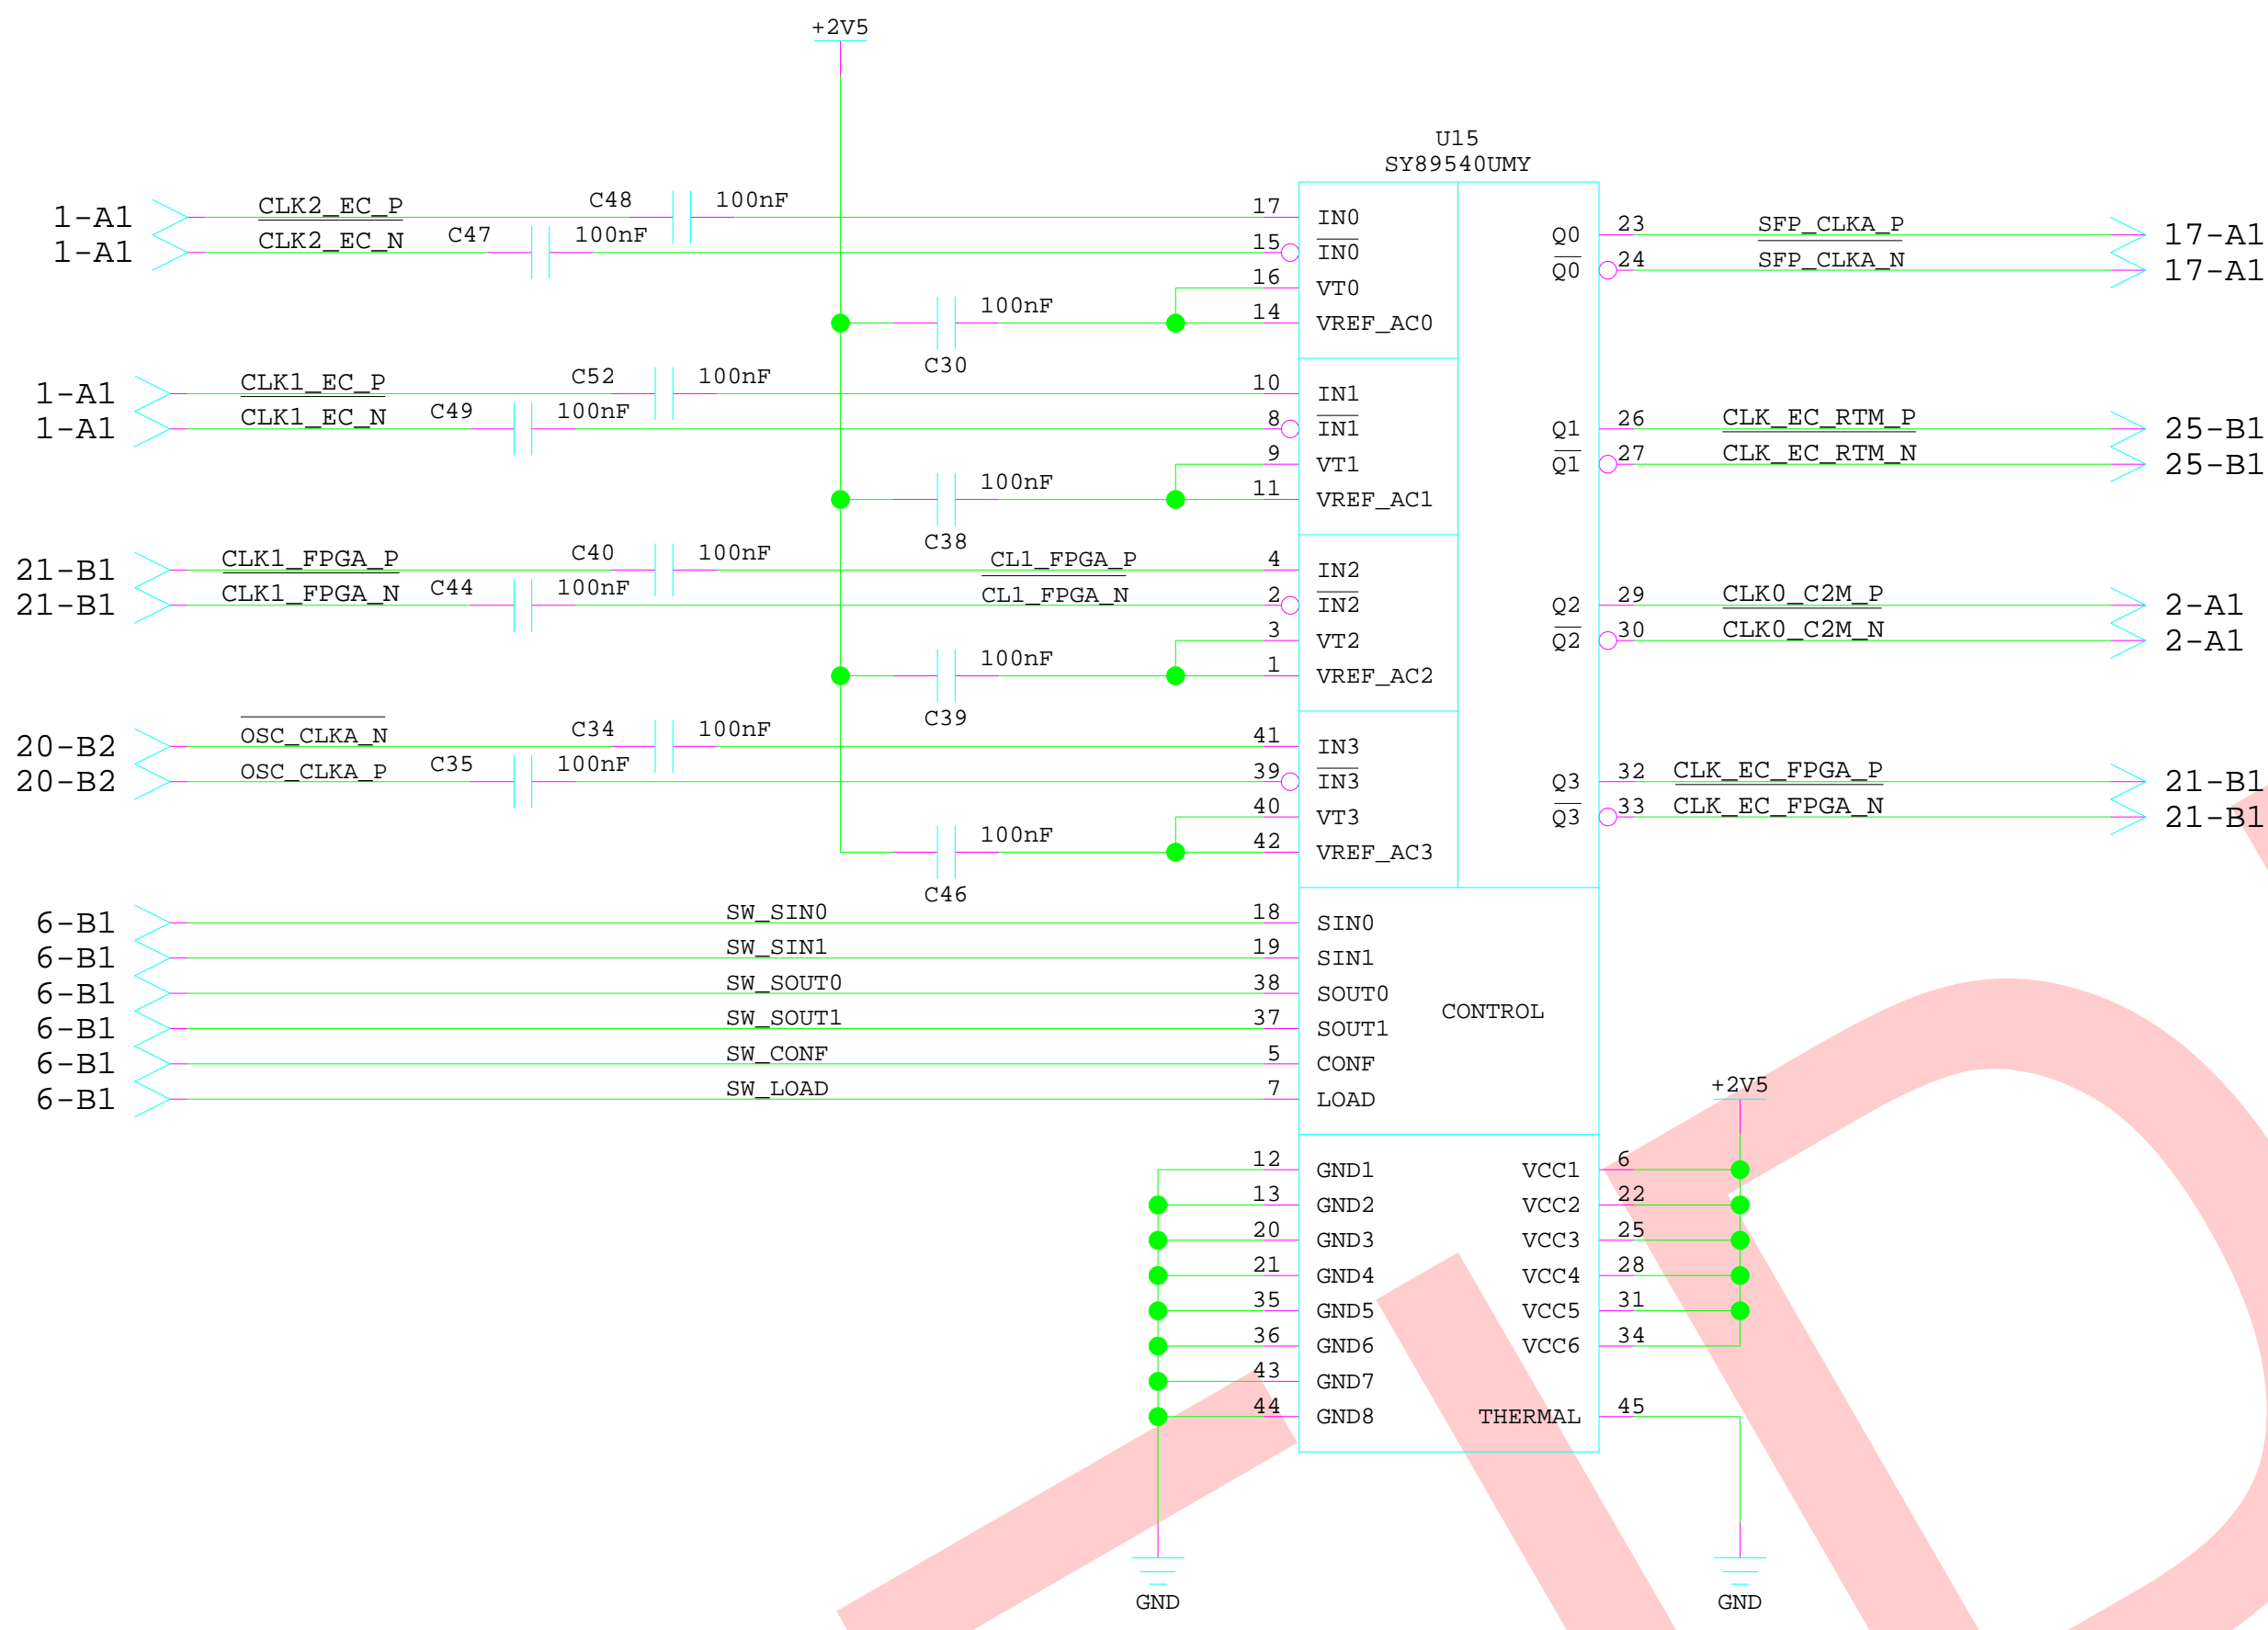 +2V5
U15
SY89540UMY
1-A1 CLK2_EC_P C48 100nF 17 IN0
1-A1 CLK2_EC_N C47 100nF 15 IN0
16 VT0
100nF 14 VREF_AC0
C30
Q0 23 SFP_CLKA_P 17-A1
Q0 24 SFP_CLKA_N 17-A1
1-A1 CLK1_EC_P C52 100nF 10 IN1
1-A1 CLK1_EC_N C49 100nF 8 IN1
9 VT1
100nF 11 VREF_AC1
C38
Q1 26 CLK_EC_RTM_P 25-B1
Q1 27 CLK_EC_RTM_N 25-B1
21-B1 CLK1_FPGA_P C40 100nF CL1_FPGA_P 4 IN2
21-B1 CLK1_FPGA_N C44 100nF CL1_FPGA_N 2 IN2
3 VT2
100nF 1 VREF_AC2
C39
Q2 29 CLK0_C2M_P 2-A1
Q2 30 CLK0_C2M_N 2-A1
20-B2 OSC_CLKA_N C34 100nF 41 IN3
20-B2 OSC_CLKA_P C35 100nF 39 IN3
40 VT3
100nF 42 VREF_AC3
C46
Q3 32 CLK_EC_FPGA_P 21-B1
Q3 33 CLK_EC_FPGA_N 21-B1
6-B1 SW_SIN0 18 SIN0
6-B1 SW_SIN1 19 SIN1
6-B1 SW_SOUT0 38 SOUT0
CONTROL
6-B1 SW_SOUT1 37 SOUT1
6-B1 SW_CONF 5 CONF
6-B1 SW_LOAD 7 LOAD
+2V5
12 GND1 VCC1 6
13 GND2 VCC2 22
20 GND3 VCC3 25
21 GND4 VCC4 28
35 GND5 VCC5 31
36 GND6 VCC6 34
43 GND7
44 GND8 THERMAL 45
GND GND